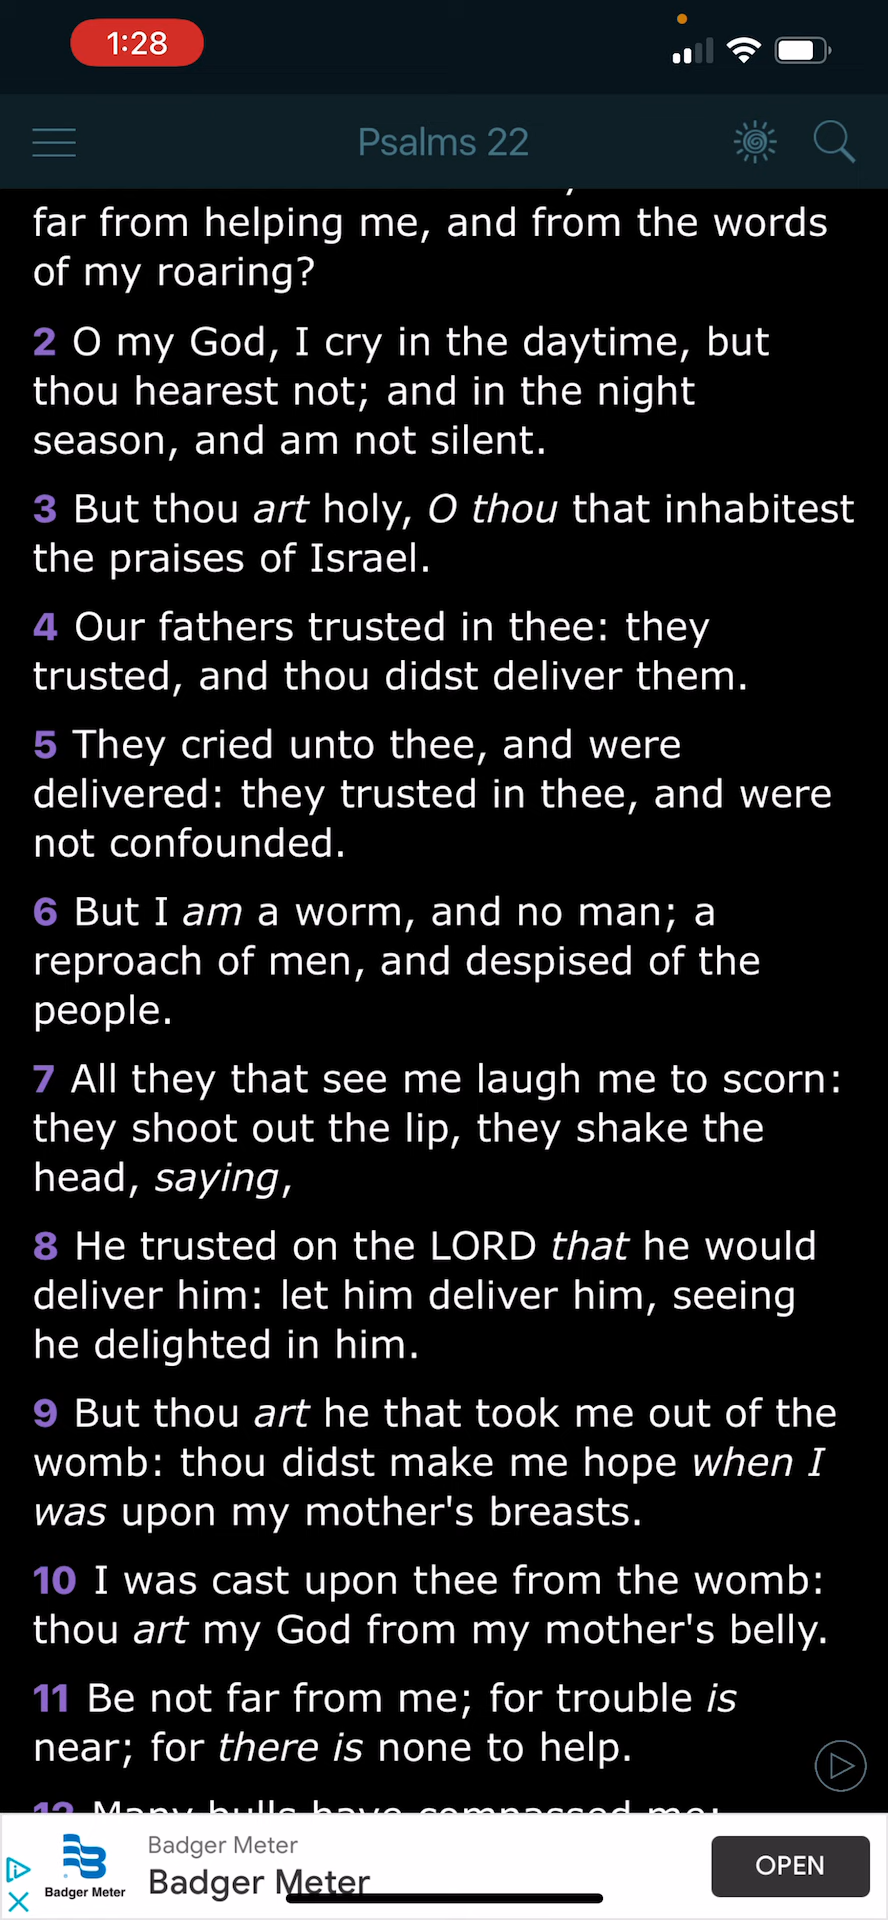 1:28
Psalms 22
far from helping me, and from the words
of my roaring?
2 O my God, I cry in the daytime, but
thou hearest not; and in the night
season, and am not silent.
3 But thou art holy, O thou that inhabitest
the praises of Israel.
4 Our fathers trusted in thee: they
trusted, and thou didst deliver them.
5 They cried unto thee, and were
delivered: they trusted in thee, and were
not confounded.
6 But I am a worm, and no man; a
reproach of men, and despised of the
people.
7 All they that see me laugh me to scorn:
they shoot out the lip, they shake the
head, saying,
8 He trusted on the LORD that he would
deliver him: let him deliver him, seeing
he delighted in him.
9 But thou art he that took me out of the
womb: thou didst make me hope when I
was upon my mother's breasts.
10 I was cast upon thee from the womb:
thou art my God from my mother's belly.
11 Be not far from me; for trouble is
near; for there is none to help.
12 Many bulls have compassed me:
Badger Meter
Badger Meter
Badger Meter
OPEN